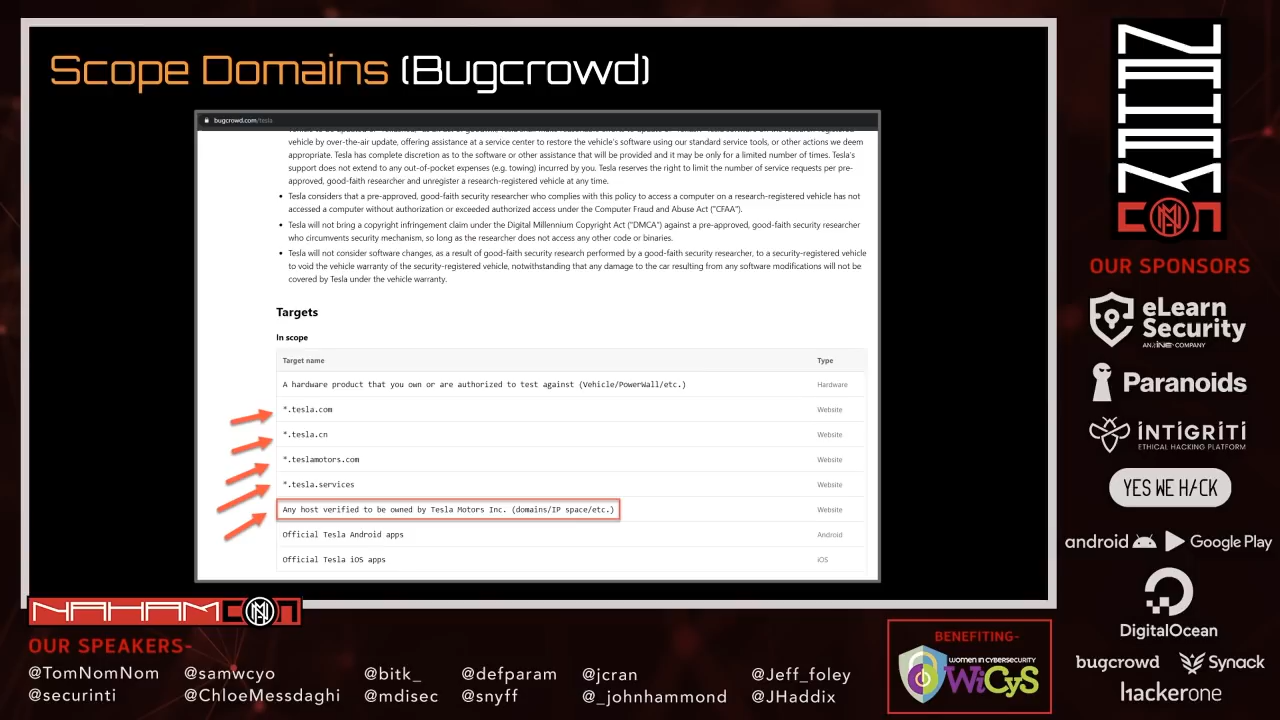 Scope Domains (Bugcrowd)
bugcrowd.com/tesla
vehicle by over-the-air update, offering assistance at a service center to restore the vehicle's software using our standard service tools, or other actions we deem
appropriate. Tesla has complete discretion as to the software or other assistance that will be provided and it may be only for a limited number of times. Tesla's
support does not extend to any out-of-pocket expenses (e.g. towing) incurred by you. Tesla reserves the right to limit the number of service requests per pre-
approved, good-faith researcher and unregister a research-registered vehicle at any time.
• Tesla considers that a pre-approved, good-faith security researcher who complies with this policy to access a computer on a research-registered vehicle has not
accessed a computer without authorization or exceeded authorized access under the Computer Fraud and Abuse Act ("CFAA").
• Tesla will not bring a copyright infringement claim under the Digital Millennium Copyright Act ("DMCA") against a pre-approved, good-faith security researcher
who circumvents security mechanism, so long as the researcher does not access any other code or binaries.
• Tesla will not consider software changes, as a result of good-faith security research performed by a good-faith security researcher, to a security-registered vehicle
to void the vehicle warranty of the security-registered vehicle, notwithstanding that any damage to the car resulting from any software modifications will not be
covered by Tesla under the vehicle warranty.
Targets
In scope
Target name Type
A hardware product that you own or are authorized to test against (Vehicle/PowerWall/etc.) Hardware
*.tesla.com Website
*.tesla.cn Website
*.teslamotors.com Website
*.tesla.services Website
Any host verified to be owned by Tesla Motors Inc. (domains/IP space/etc.) Website
Official Tesla Android apps Android
Official Tesla iOS apps iOS
NAHAMCON
OUR SPEAKERS-
@TomNomNom @samwcyo @bitk_ @defparam @jcran @Jeff_foley
@securinti @ChloeMessdaghi @mdisec @snyff @_johnhammond @JHaddix
BENEFITING-
WOMEN IN CYBERSECURITY
WiCyS
NAHAM
CON
OUR SPONSORS
eLearn
Security
AN INE COMPANY
Paranoids
INTIGRITI
ETHICAL HACKING PLATFORM
YES WE H/CK
android Google Play
DigitalOcean
bugcrowd Synack
hackerone